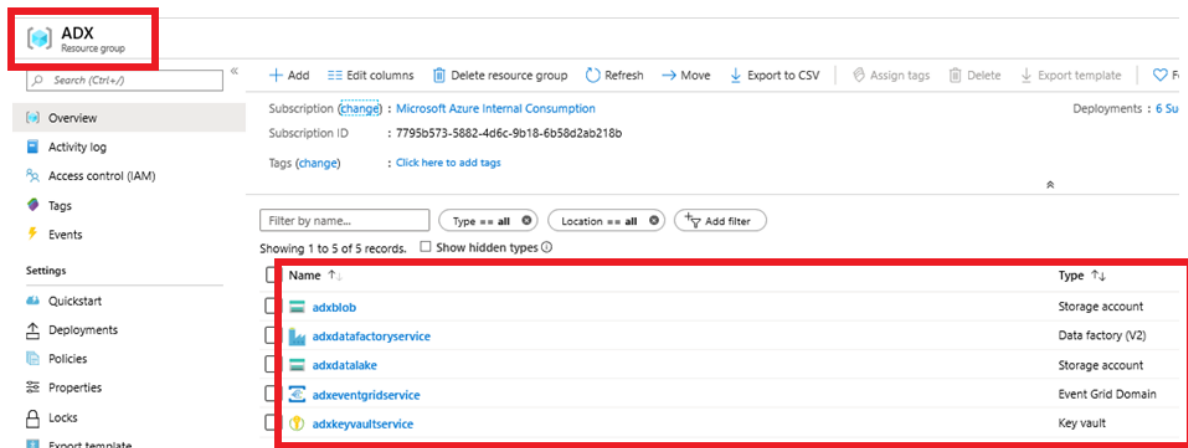 ADX
Resource group
Search (Ctrl+/)
«
Overview
Activity log
Access control (IAM)
Tags
Events
Settings
Quickstart
Deployments
Policies
Properties
Locks
Export template
+ Add Edit columns Delete resource group Refresh → Move Export to CSV Assign tags Delete Export template
Subscription (change) : Microsoft Azure Internal Consumption Deployments : 6 Su
Subscription ID : 7795b573-5882-4d6c-9b18-6b58d2ab218b
Tags (change) : Click here to add tags
Filter by name... Type == all Location == all Add filter
Showing 1 to 5 of 5 records. Show hidden types
Name ↑↓ Type ↑↓
adxblob Storage account
adxdatafactoryservice Data factory (V2)
adxdatalake Storage account
adxeventgridservice Event Grid Domain
adxkeyvaultservice Key vault